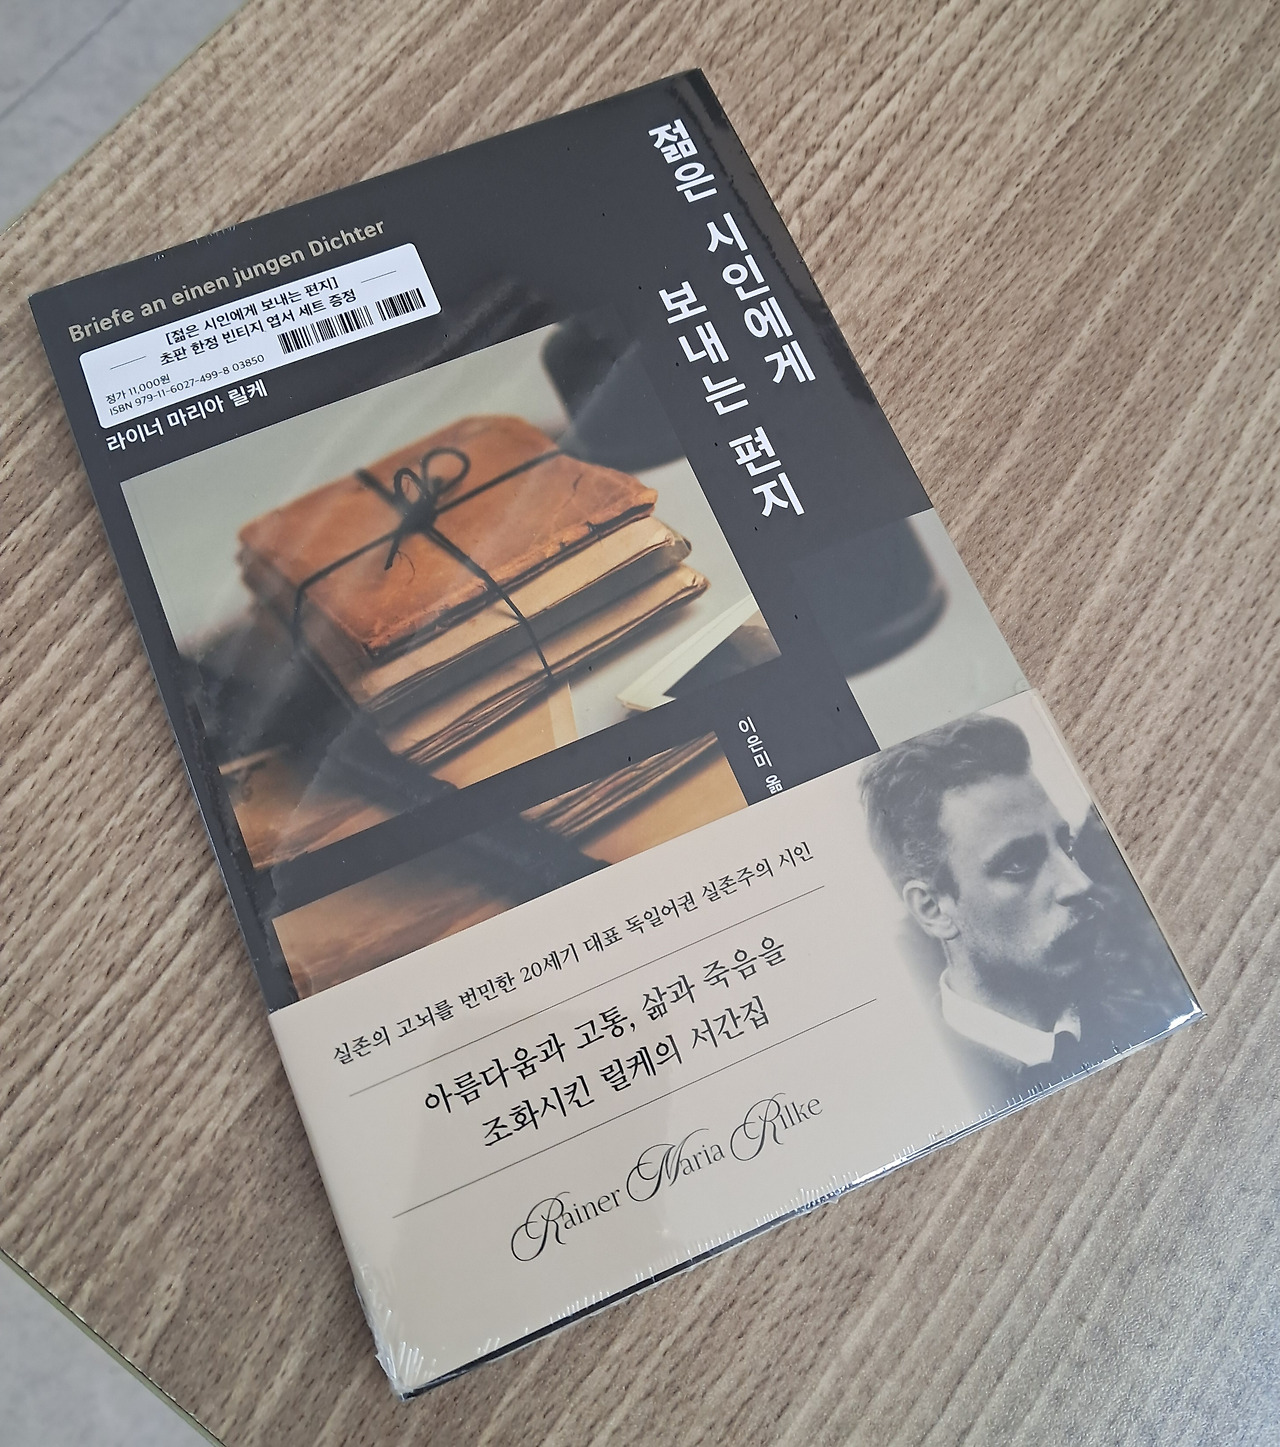 Briefe an einen jungen Dichter
[젊은 시인에게 보내는 편지]
초판 한정 빈티지 엽서 세트 증정
정가 11,000원
ISBN 979-11-6027-499-8 03850
라이너 마리아 릴케
젊은 시인에게
보내는 편지
이은미 옮
실존의 고뇌를 번민한 20세기 대표 독일어권 실존주의 시인
아름다움과 고통, 삶과 죽음을
조화시킨 릴케의 서간집
Rainer Maria Rilke